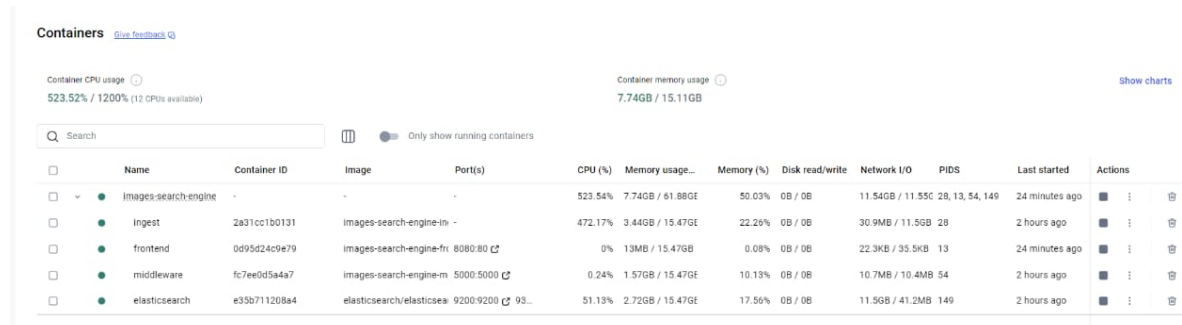 Containers Give feedback
Container CPU usage
523.52% / 1200% (12 CPUs available)
Container memory usage
7.74GB / 15.11GB
Show charts
Search
Only show running containers
Name Container ID Image Port(s) CPU (%) Memory usage... Memory (%) Disk read/write Network I/O PIDS Last started Actions
images-search-engine - - - 523.54% 7.74GB / 61.88GE 50.03% 0B / 0B 11.54GB / 11.55G 28, 13, 54, 149 24 minutes ago
ingest 2a31cc1b0131 images-search-engine-in - 472.17% 3.44GB / 15.47GE 22.26% 0B / 0B 30.9MB / 11.5GB 28 2 hours ago
frontend 0d95d24c9e79 images-search-engine-fr 8080:80 0% 13MB / 15.47GB 0.08% 0B / 0B 22.3KB / 35.5KB 13 24 minutes ago
middleware fc7ee0d5a4a7 images-search-engine-m 5000:5000 0.24% 1.57GB / 15.47GE 10.13% 0B / 0B 10.7MB / 10.4MB 54 2 hours ago
elasticsearch e35b711208a4 elasticsearch/elasticsea 9200:9200 93... 51.13% 2.72GB / 15.47GE 17.56% 0B / 0B 11.5GB / 41.2MB 149 2 hours ago